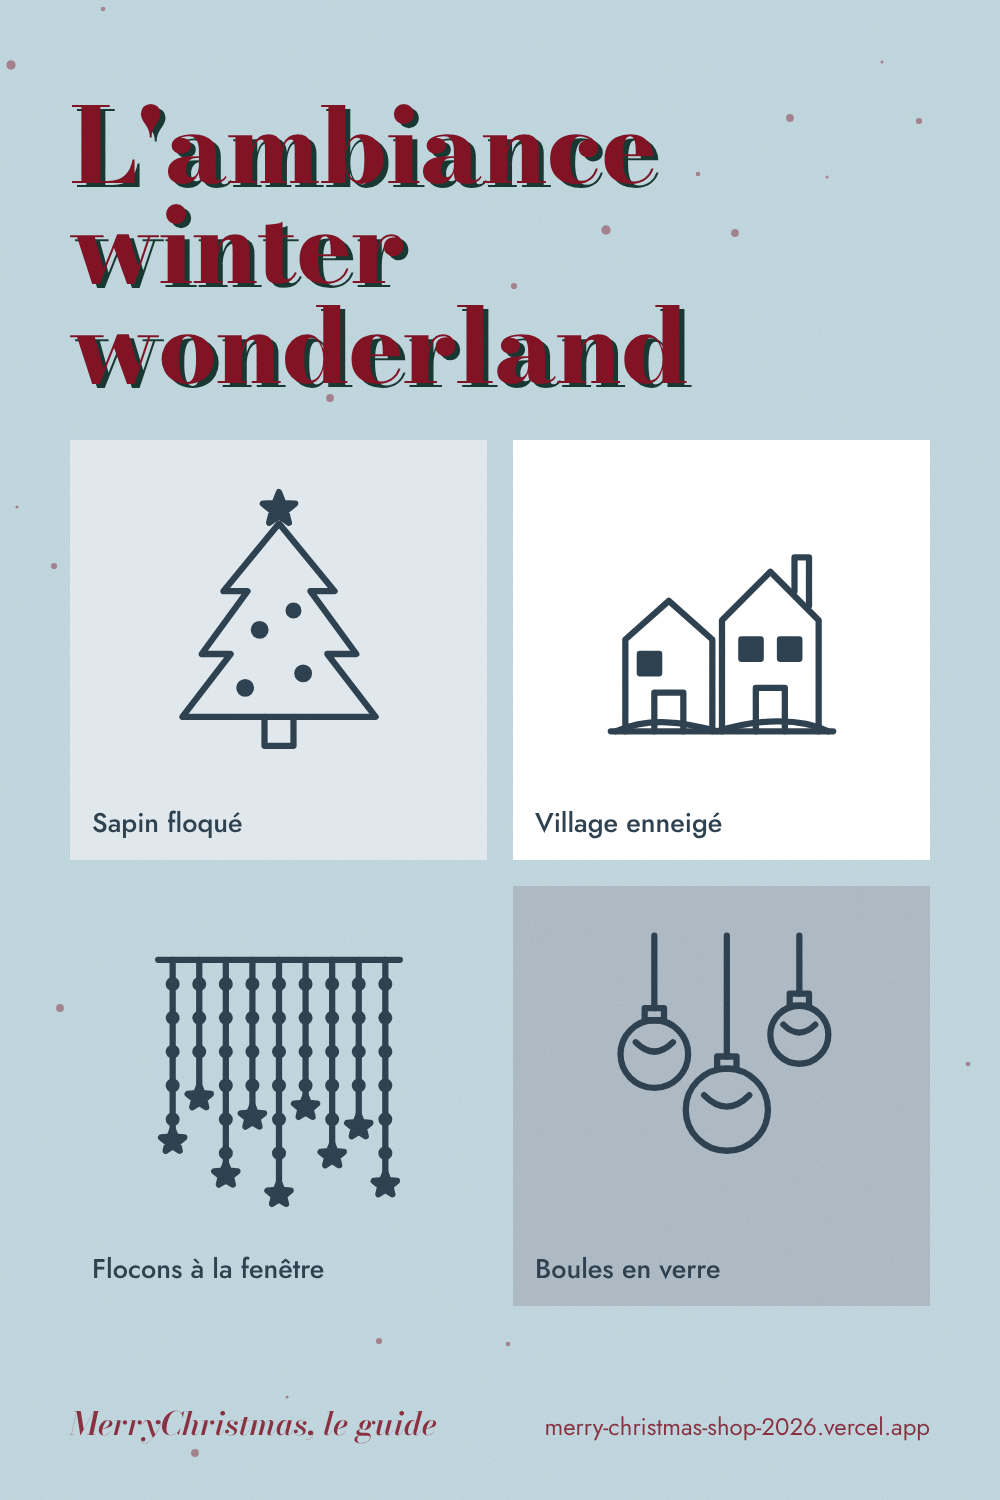 L'ambiance
winter
wonderland
Sapin floqué
Village enneigé
Flocons à la fenêtre
Boules en verre
MerryChristmas, le guide
merry-christmas-shop-2026.vercel.app